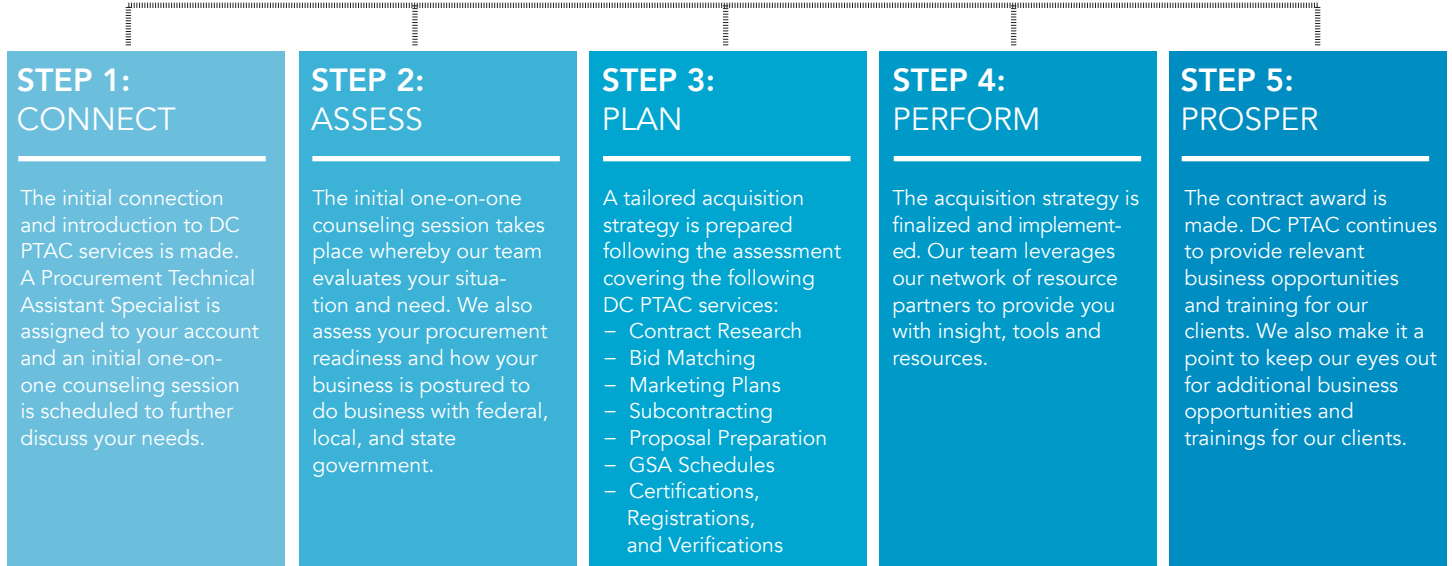 STEP 1:
CONNECT
The initial connection
and introduction to DC
PTAC services is made.
A Procurement Technical
Assistant Specialist is
assigned to your account
and an initial one-on-
one counseling session
is scheduled to further
discuss your needs.
STEP 2:
ASSESS
The initial one-on-one
counseling session takes
place whereby our team
evaluates your situa-
tion and need. We also
assess your procurement
readiness and how your
business is postured to
do business with federal,
local, and state
government.
STEP 3:
PLAN
A tailored acquisition
strategy is prepared
following the assessment
covering the following
DC PTAC services:
– Contract Research
– Bid Matching
– Marketing Plans
– Subcontracting
– Proposal Preparation
– GSA Schedules
– Certifications,
Registrations,
and Verifications
STEP 4:
PERFORM
The acquisition strategy is
finalized and implement-
ed. Our team leverages
our network of resource
partners to provide you
with insight, tools and
resources.
STEP 5:
PROSPER
The contract award is
made. DC PTAC continues
to provide relevant
business opportunities
and training for our
clients. We also make it a
point to keep our eyes out
for additional business
opportunities and
trainings for our clients.